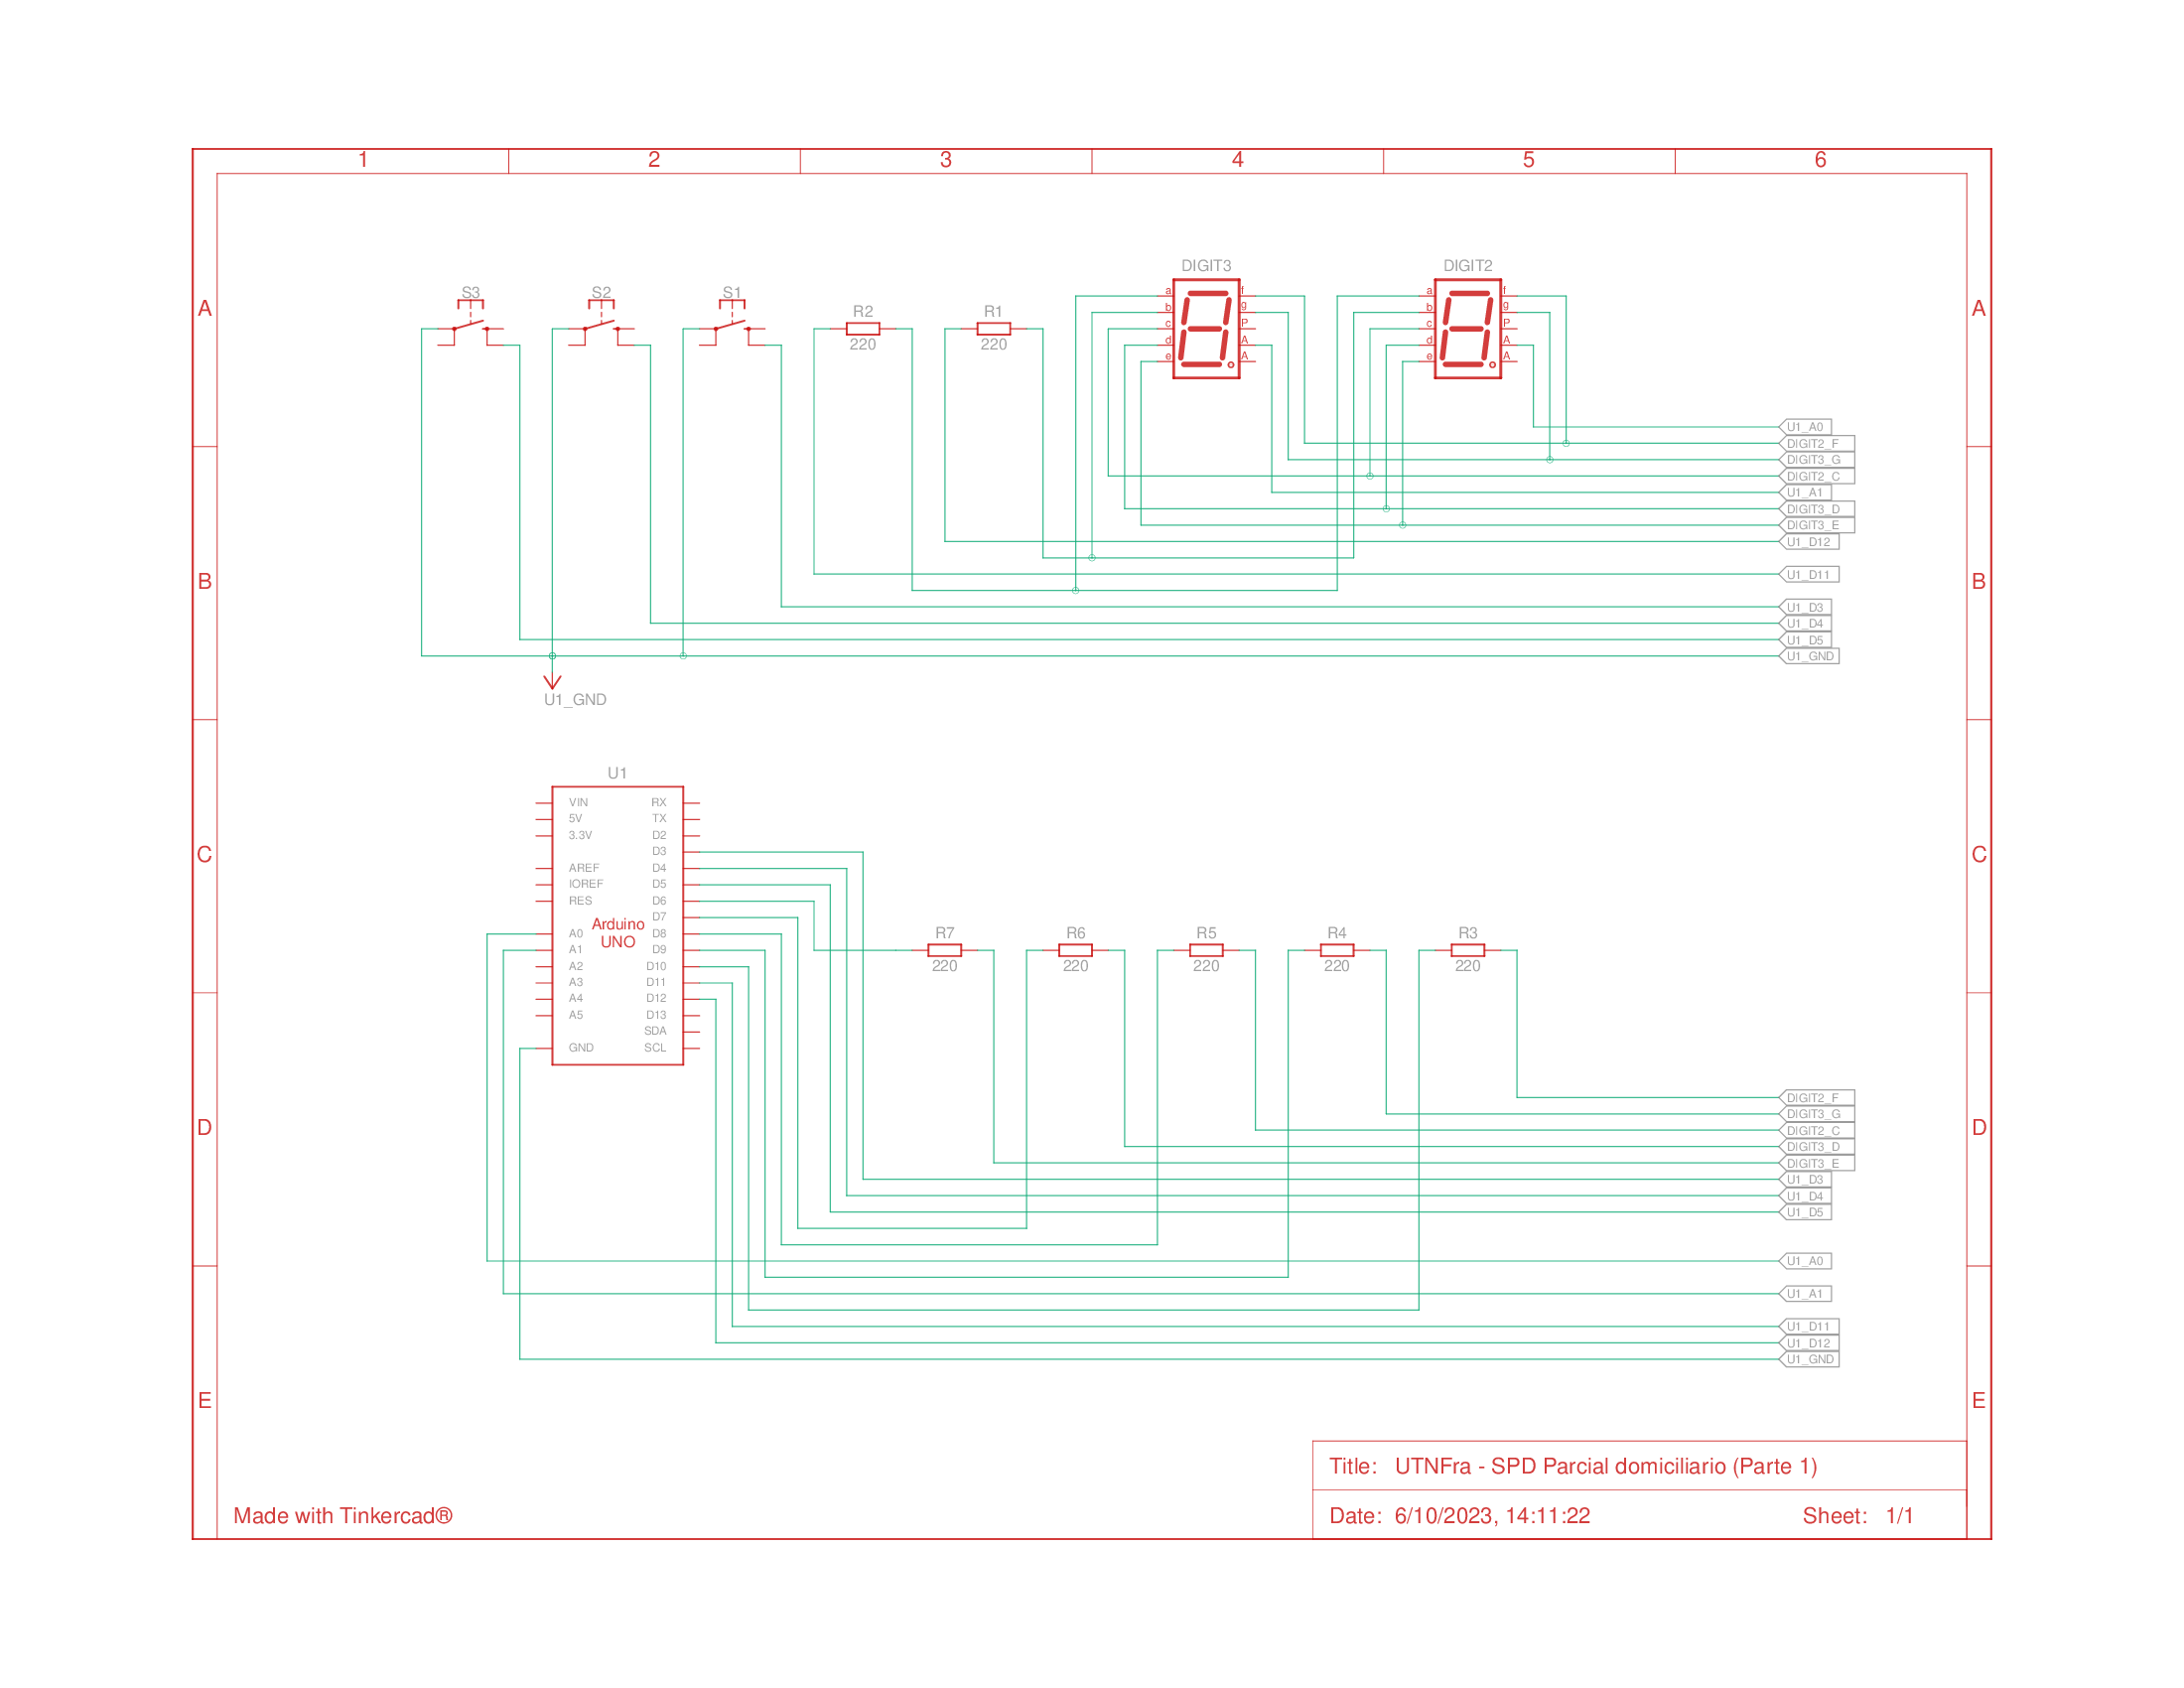 1 2 3 4 5 6
A A
B B
C C
D D
E E
S3 S2 S1
R2 R1
220 220
DIGIT3 DIGIT2
a f a f
b g b g
c P c P
d A d A
e A e A
U1_A0
DIGIT2_F
DIGIT3_G
DIGIT2_C
U1_A1
DIGIT3_D
DIGIT3_E
U1_D12
U1_D11
U1_D3
U1_D4
U1_D5
U1_GND
U1_GND
U1
VIN RX
5V TX
3.3V D2
D3
AREF D4
IOREF D5
RES D6
D7
Arduino
UNO
A0 D8
A1 D9
A2 D10
A3 D11
A4 D12
A5 D13
SDA
GND SCL
R7 R6 R5 R4 R3
220 220 220 220 220
DIGIT2_F
DIGIT3_G
DIGIT2_C
DIGIT3_D
DIGIT3_E
U1_D3
U1_D4
U1_D5
U1_A0
U1_A1
U1_D11
U1_D12
U1_GND
Title: UTNFra - SPD Parcial domiciliario (Parte 1)
Made with Tinkercad®
Date: 6/10/2023, 14:11:22 Sheet: 1/1